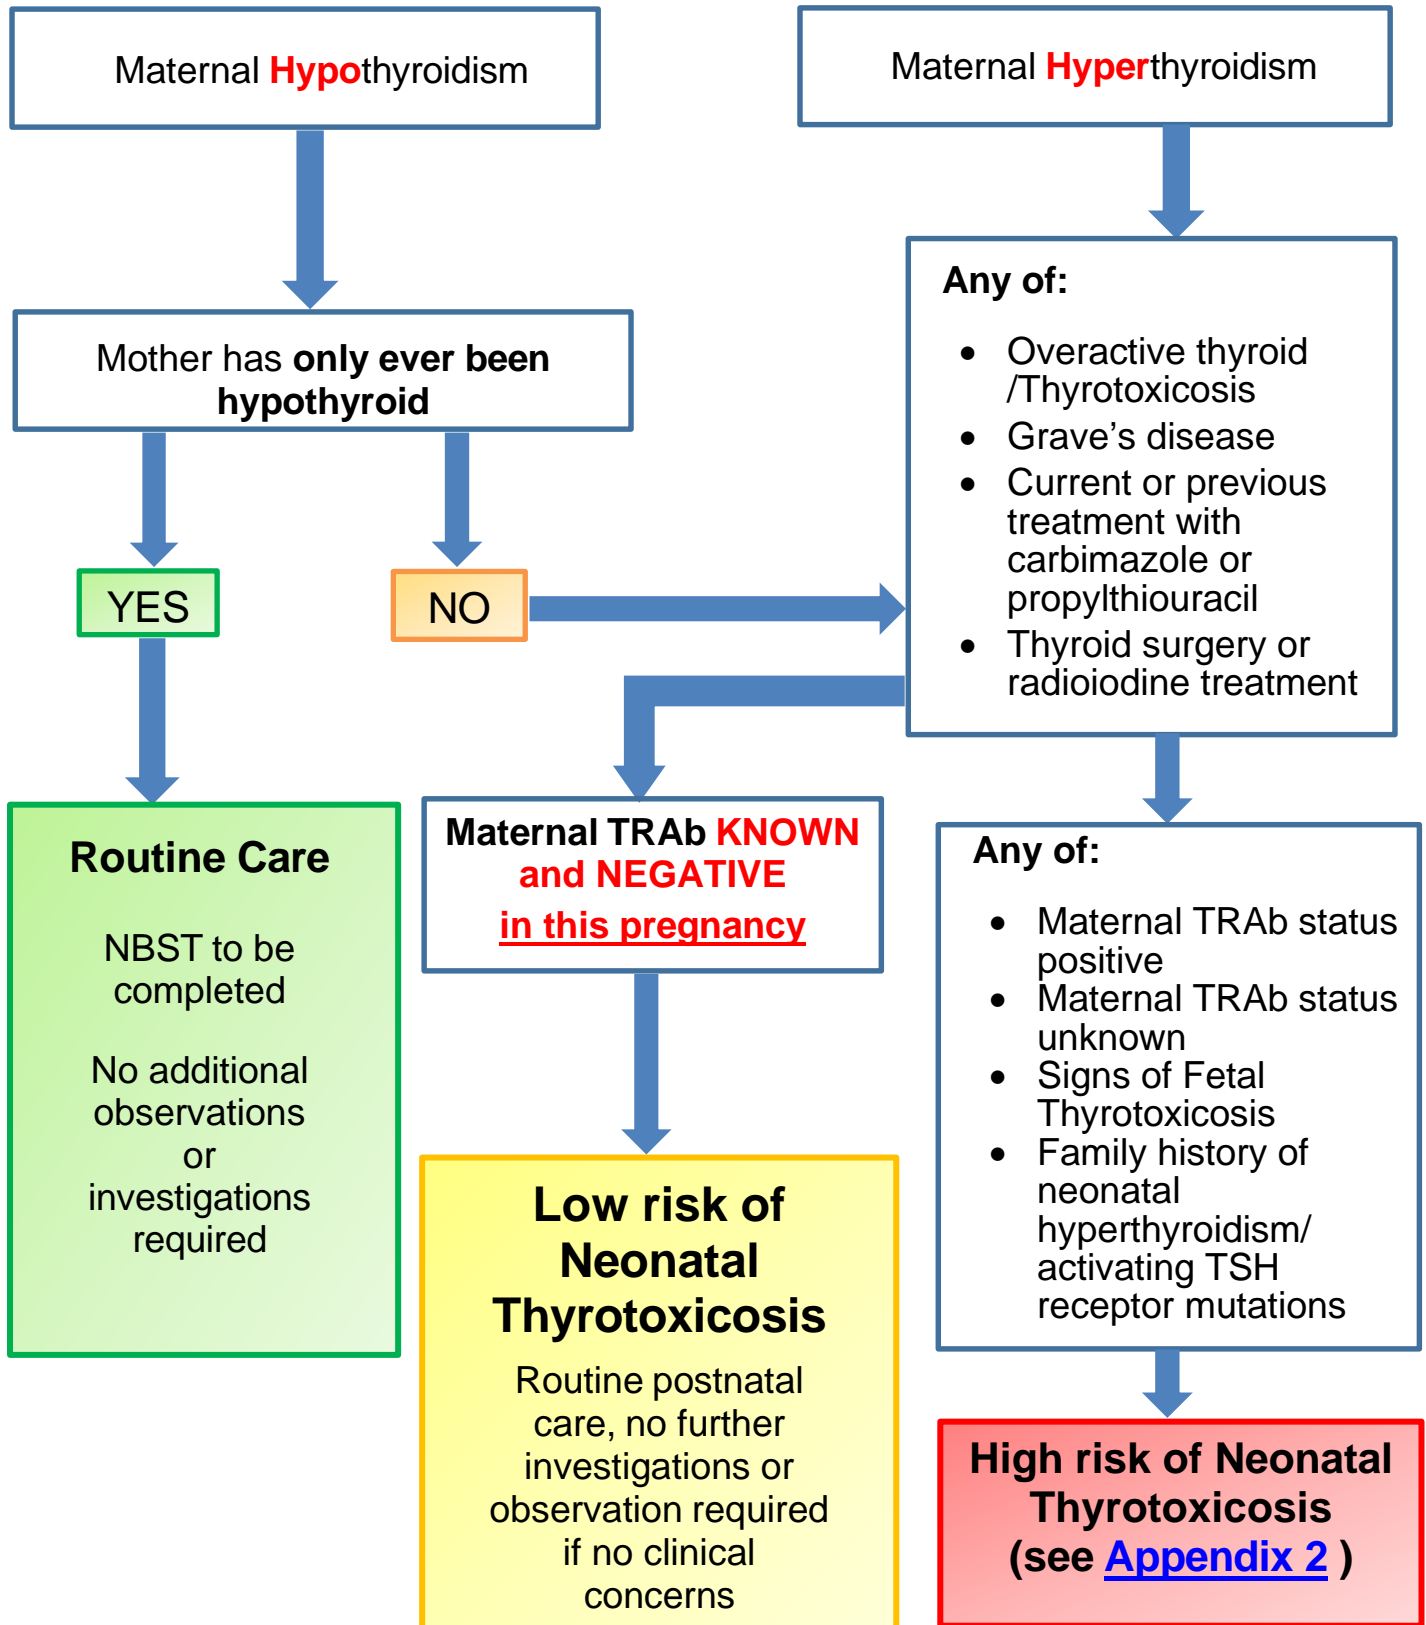 Maternal Hypothyroidism
Maternal Hyperthyroidism
Mother has only ever been
hypothyroid
YES
NO
Any of:
• Overactive thyroid
/Thyrotoxicosis
• Grave’s disease
• Current or previous
treatment with
carbimazole or
propylthiouracil
• Thyroid surgery or
radioiodine treatment
Routine Care
NBST to be
completed
No additional
observations
or
investigations
required
Maternal TRAb KNOWN
and NEGATIVE
in this pregnancy
Any of:
• Maternal TRAb status
positive
• Maternal TRAb status
unknown
• Signs of Fetal
Thyrotoxicosis
• Family history of
neonatal
hyperthyroidism/
activating TSH
receptor mutations
Low risk of
Neonatal
Thyrotoxicosis
Routine postnatal
care, no further
investigations or
observation required
if no clinical
concerns
High risk of Neonatal
Thyrotoxicosis
(see Appendix 2 )